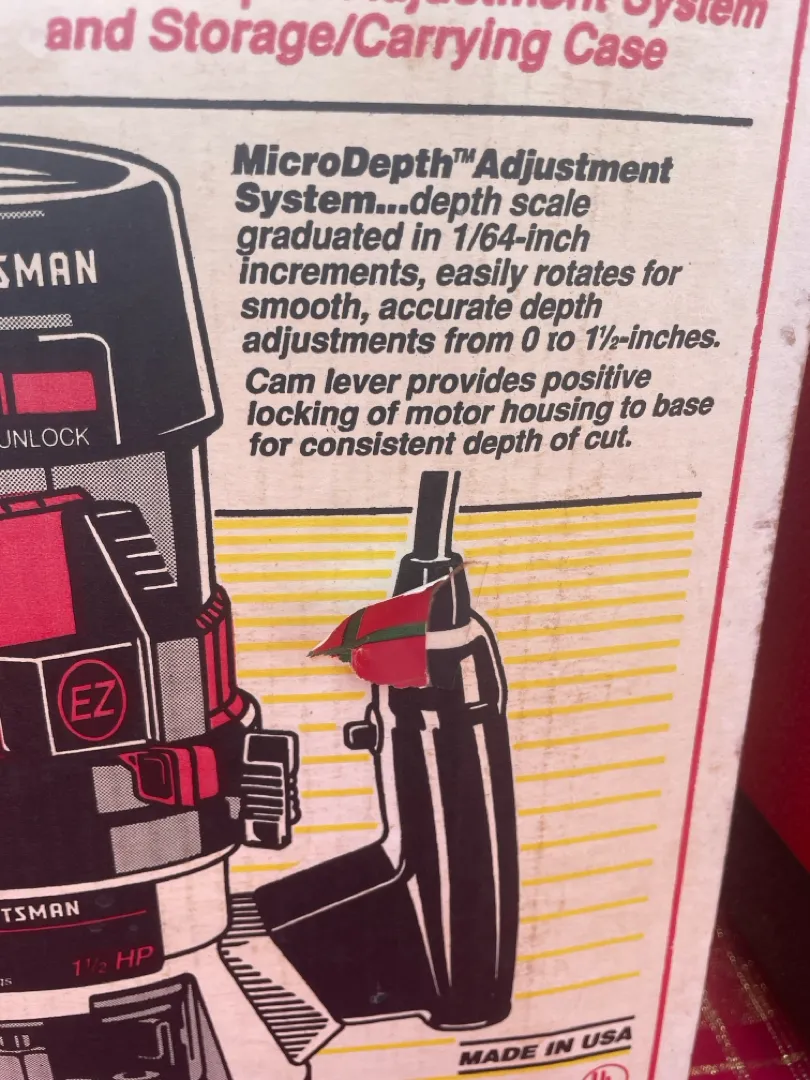 Adjustment System
and Storage/Carrying Case
MicroDepth™ Adjustment
System...depth scale
graduated in 1/64-inch
increments, easily rotates for
smooth, accurate depth
adjustments from 0 to 1½-inches.
Cam lever provides positive
locking of motor housing to base
for consistent depth of cut.
SMAN
UNLOCK
EZ
TSMAN
1½ HP
MADE IN USA